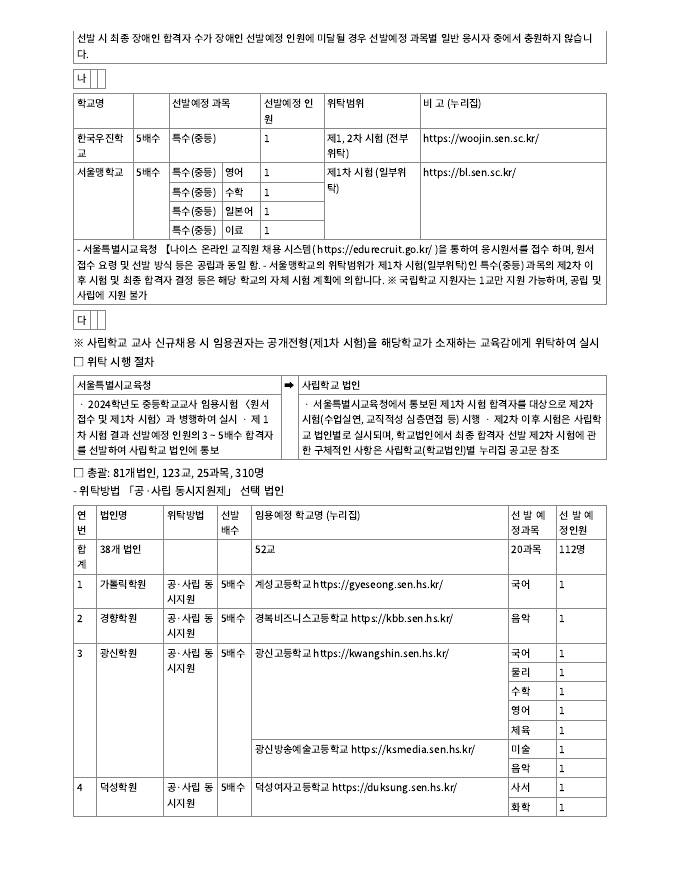 선발 시 최종 장애인 합격자 수가 장애인 선발예정 인원에 미달될 경우 선발예정 과목별 일반 응시자 중에서 충원하지 않습니
다.
나
학교명 선발예정 과목 선발예정 인 위탁범위 비 고 (누리집)
원
한국우진학 5배수 특수(중등) 1 제1, 2차 시험 (전부 https://woojin.sen.sc.kr/
교 위탁)
서울맹학교 5배수 특수(중등) 영어 1 제1차 시험 (일부위 https://bl.sen.sc.kr/
탁)
특수(중등) 수학 1
특수(중등) 일본어 1
특수(중등) 이료 1
- 서울특별시교육청 【나이스 온라인 교직원 채용 시스템( https://edurecruit.go.kr/ )을 통하여 응시원서를 접수 하며, 원서
접수 요령 및 선발 방식 등은 공립과 동일 함. - 서울맹학교의 위탁범위가 제1차 시험(일부위탁)인 특수(중등) 과목의 제2차 이
후 시험 및 최종 합격자 결정 등은 해당 학교의 자체 시험 계획에 의합니다. ※ 국립학교 지원자는 1교만 지원 가능하며, 공립 및
사립에 지원 불가
다
※ 사립학교 교사 신규채용 시 임용권자는 공개전형(제1차 시험)을 해당학교가 소재하는 교육감에게 위탁하여 실시
□ 위탁 시행 절차
서울특별시교육청 ➡ 사립학교 법인
ㆍ 2024학년도 중등학교교사 임용시험 〈원서
접수 및 제1차 시험〉과 병행하여 실시 ㆍ 제 1
차 시험 결과 선발예정 인원의 3 ~ 5배수 합격자
를 선발하여 사립학교 법인에 통보
ㆍ 서울특별시교육청에서 통보된 제1차 시험 합격자를 대상으로 제2차
시험(수업실연, 교직적성 심층면접 등) 시행 ㆍ 제2차 이후 시험은 사립학
교 법인별로 실시되며, 학교법인에서 최종 합격자 선발 제2차 시험에 관
한 구체적인 사항은 사립학교(학교법인)별 누리집 공고문 참조
□ 총괄: 81개법인, 123교, 25과목, 310명
- 위탁방법 「공·사립 동시지원제」 선택 법인
연 법인명 위탁방법 선발 임용예정 학교명 (누리집) 선 발 예 선 발 예
번 배수 정과목 정인원
합 38개 법인 52교 20과목 112명
계
1 가톨릭학원 공·사립 동 5배수 계성고등학교 https://gyeseong.sen.hs.kr/ 국어 1
시지원
2 경향학원 공·사립 동 5배수 경복비즈니스고등학교 https://kbb.sen.hs.kr/ 음악 1
시지원
3 광신학원 공·사립 동 5배수 광신고등학교 https://kwangshin.sen.hs.kr/ 국어 1
시지원 물리 1
수학 1
영어 1
체육 1
광신방송예술고등학교 https://ksmedia.sen.hs.kr/ 미술 1
음악 1
4 덕성학원 공·사립 동 5배수 덕성여자고등학교 https://duksung.sen.hs.kr/ 사서 1
시지원 화학 1